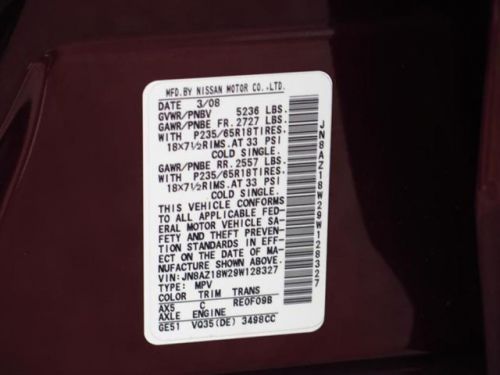 MFD.BY NISSAN MOTOR CO.,LTD.
DATE 3/08
GVWR/PNBV 5236 LBS.
GAWR/PNBE FR.2727 LBS.
WITH P235/65R18TIRES.
18X7½RIMS.AT 33 PSI
COLD SINGLE.
GAWR/PNBE RR.2557 LBS.
WITH P235/65R18TIRES.
18X7½RIMS.AT 33 PSI
COLD SINGLE.
THIS VEHICLE CONFORMS
TO ALL APPLICABLE FED-
ERAL MOTOR VEHICLE SA-
FETY AND THEFT PREVEN-
TION STANDARDS IN EFF-
ECT ON THE DATE OF MA-
NUFACTURE SHOWN ABOVE.
VIN:JN8AZ18W29W128327
TYPE: MPV
COLOR TRIM TRANS
AX5 C RE0F09B
AXLE ENGINE
GE51 VQ35(DE) 3498CC
JN8AZ18W29W128327